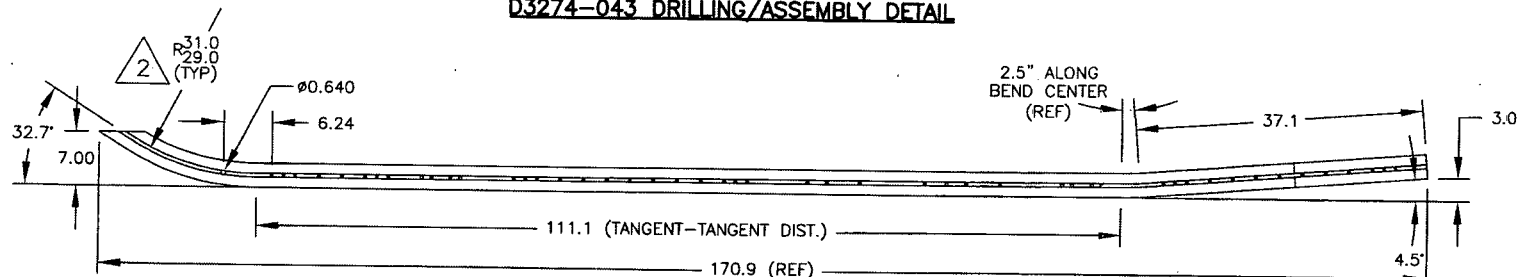 D3274-043 DRILLING/ASSEMBLY DETAIL
2
R31.0
29.0
(TYP)
ø0.640
6.24
2.5" ALONG
BEND CENTER
(REF)
37.1
3.0
32.7°
7.00
111.1 (TANGENT-TANGENT DIST.)
170.9 (REF)
4.5°